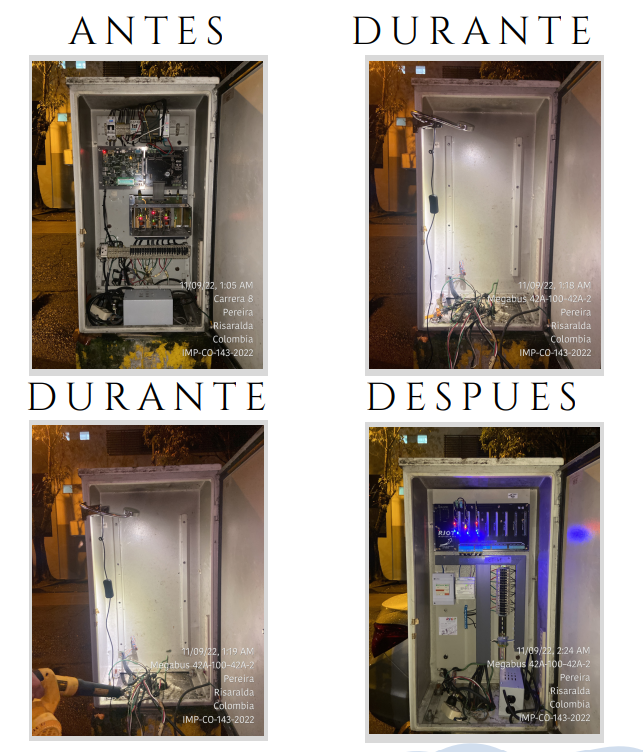 ANTES
DURANTE
11/09/22, 1:05 AM
Carrera 8
Pereira
Risaralda
Colombia
IMP-CO-143-2022
11/09/22, 1:18 AM
Megabus 42A-100-42A-2
Pereira
Risaralda
Colombia
IMP-CO-143-2022
DURANTE
DESPUES
11/09/22, 1:19 AM
Megabus 42A-100-42A-2
Pereira
Risaralda
Colombia
IMP-CO-143-2022
RIOT
11/09/22, 2:24 AM
Megabus 42A-100-42A-2
Pereira
Risaralda
Colombia
IMP-CO-143-2022